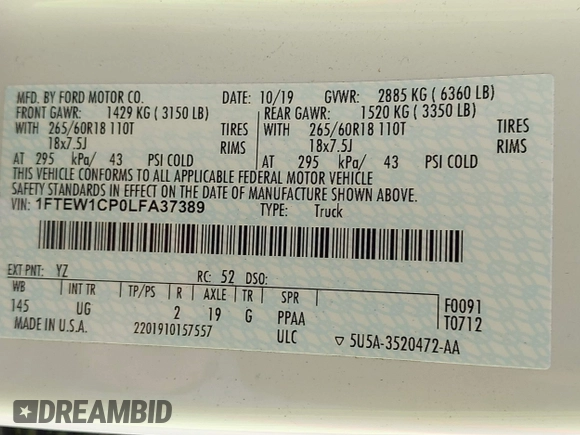 MFD. BY FORD MOTOR CO. DATE: 10/19 GVWR: 2885 KG ( 6360 LB)
FRONT GAWR: 1429 KG ( 3150 LB) REAR GAWR: 1520 KG ( 3350 LB)
WITH 265/60R18 110T TIRES WITH 265/60R18 110T TIRES
18x7.5J RIMS 18x7.5J RIMS
AT 295 kPa/ 43 PSI COLD AT 295 kPa/ 43 PSI COLD
THIS VEHICLE CONFORMS TO ALL APPLICABLE FEDERAL MOTOR VEHICLE
SAFETY STANDARDS IN EFFECT ON THE DATE OF MANUFACTURE SHOWN ABOVE.
VIN: 1FTEW1CP0LFA37389 TYPE: Truck
EXT PNT: YZ RC: 52 DSO:
WB INT TR TP/PS R AXLE TR SPR F0091
145 UG 2 19 G PPAA T0712
MADE IN U.S.A. 2201910157557 ULC ▽ 5U5A-3520472-AA
DREAMBID